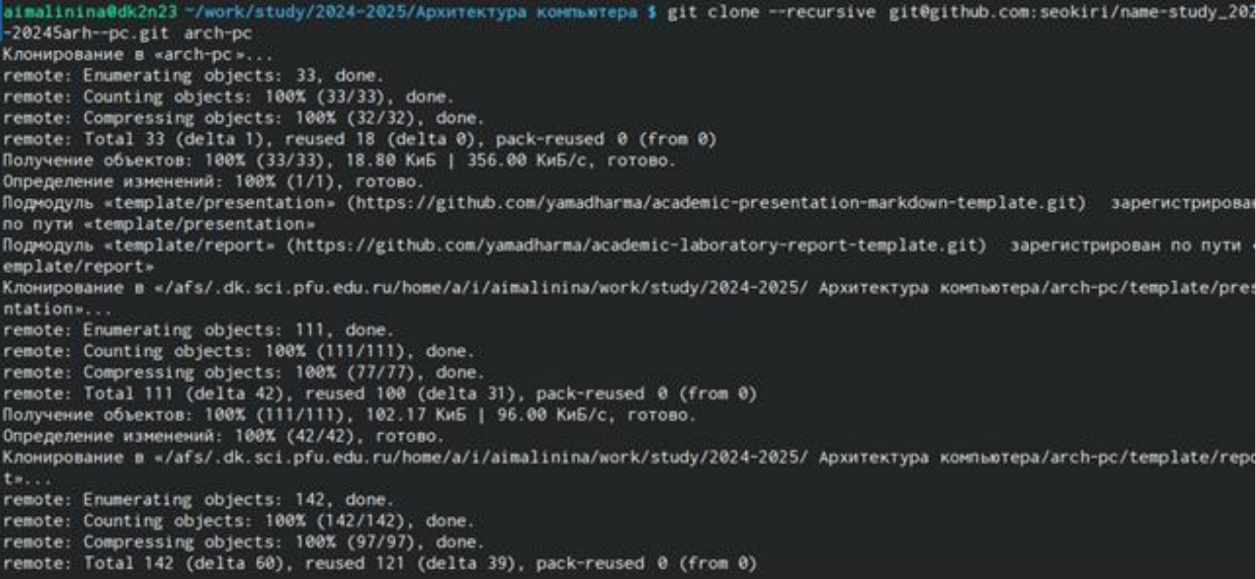 aimalinina@dk2n23 ~/work/study/2024-2025/Архитектура компьютера $ git clone --recursive git@github.com:seokiri/name-study_202
-20245arh--pc.git arch-pc
Клонирование в «arch-pc»...
remote: Enumerating objects: 33, done.
remote: Counting objects: 100% (33/33), done.
remote: Compressing objects: 100% (32/32), done.
remote: Total 33 (delta 1), reused 18 (delta 0), pack-reused 0 (from 0)
Получение объектов: 100% (33/33), 18.80 КиБ | 356.00 КиБ/с, готово.
Определение изменений: 100% (1/1), готово.
Подмодуль «template/presentation» (https://github.com/yamadharma/academic-presentation-markdown-template.git) зарегистрирован
по пути «template/presentation»
Подмодуль «template/report» (https://github.com/yamadharma/academic-laboratory-report-template.git) зарегистрирован по пути «
emplate/report»
Клонирование в «/afs/.dk.sci.pfu.edu.ru/home/a/i/aimalinina/work/study/2024-2025/ Архитектура компьютера/arch-pc/template/pres
ntation»...
remote: Enumerating objects: 111, done.
remote: Counting objects: 100% (111/111), done.
remote: Compressing objects: 100% (77/77), done.
remote: Total 111 (delta 42), reused 100 (delta 31), pack-reused 0 (from 0)
Получение объектов: 100% (111/111), 102.17 КиБ | 96.00 КиБ/с, готово.
Определение изменений: 100% (42/42), готово.
Клонирование в «/afs/.dk.sci.pfu.edu.ru/home/a/i/aimalinina/work/study/2024-2025/ Архитектура компьютера/arch-pc/template/repo
t»...
remote: Enumerating objects: 142, done.
remote: Counting objects: 100% (142/142), done.
remote: Compressing objects: 100% (97/97), done.
remote: Total 142 (delta 60), reused 121 (delta 39), pack-reused 0 (from 0)